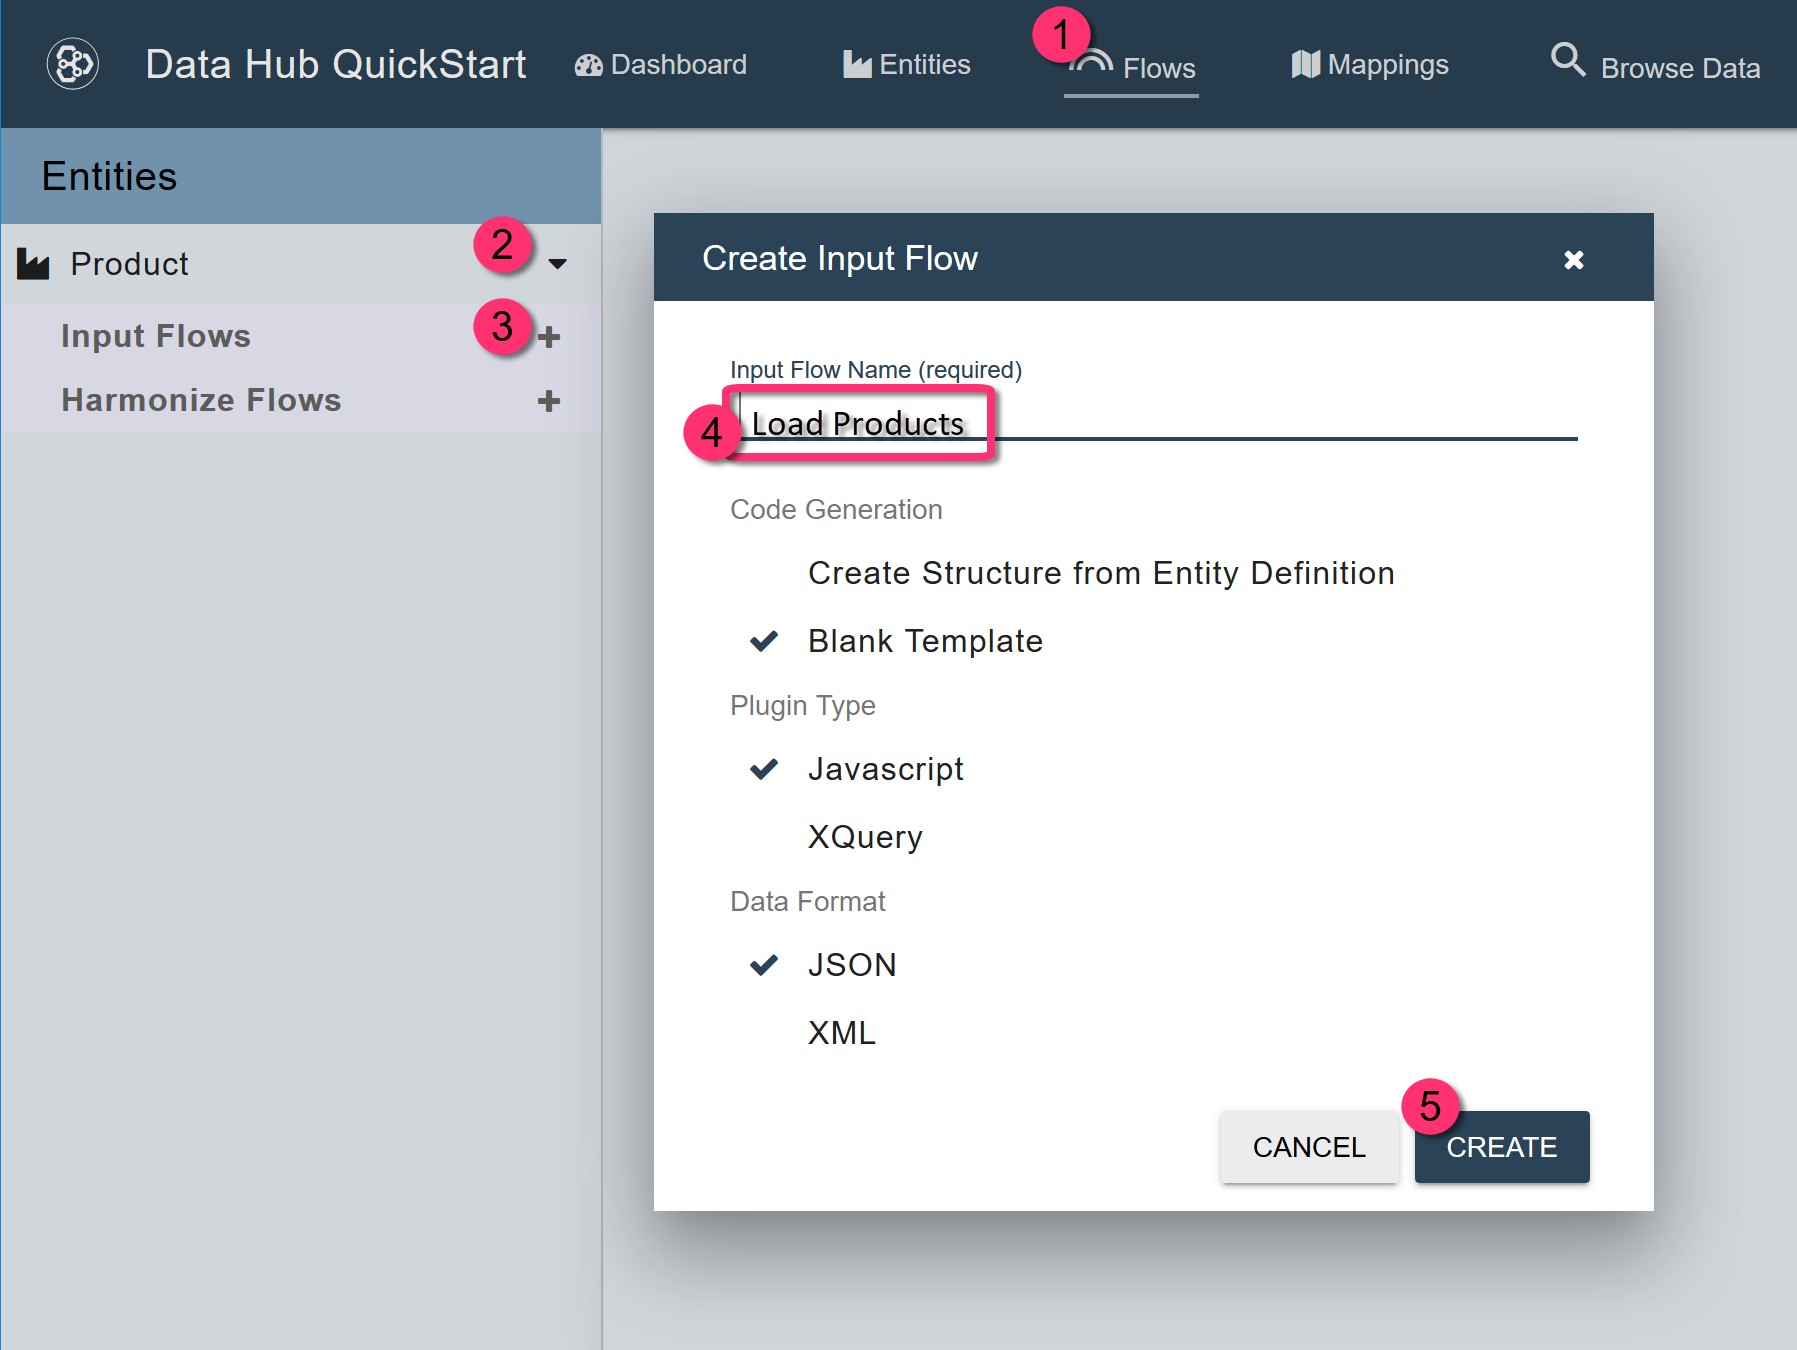 Data Hub QuickStart Dashboard Entities 1 Flows Mappings Browse Data
Entities
Product 2
Input Flows 3
Harmonize Flows
Create Input Flow
Input Flow Name (required)
4 Load Products
Code Generation
Create Structure from Entity Definition
Blank Template
Plugin Type
Javascript
XQuery
Data Format
JSON
XML
CANCEL 5 CREATE